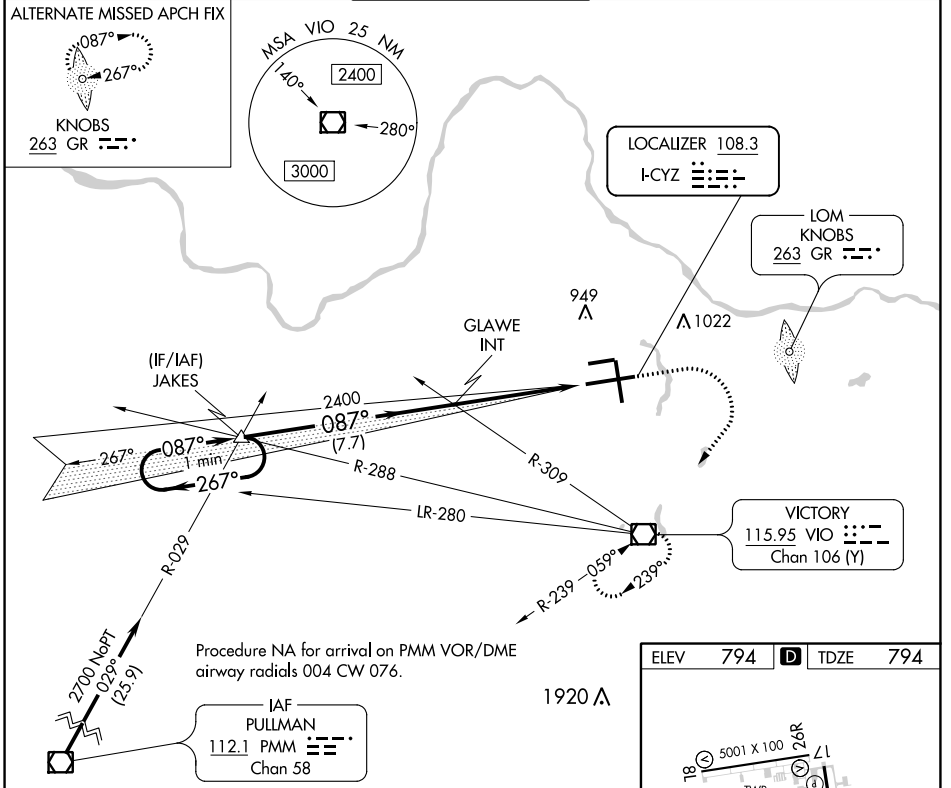 ALTERNATE MISSED APCH FIX
087°
267°
KNOBS
263 GR
MSA VIO 25 NM
2400
140°
280°
3000
LOCALIZER 108.3
I-CYZ
LOM
KNOBS
263 GR
949
1022
GLAWE
INT
(IF/IAF)
JAKES
2400
087°
(7.7)
267°
087°
1 min
267°
R-288
R-309
LR-280
VICTORY
115.95 VIO
Chan 106 (Y)
R-239
059°
239°
R-029
2700 NoPT
029°
(25.9)
Procedure NA for arrival on PMM VOR/DME
airway radials 004 CW 076.
1920
IAF
PULLMAN
112.1 PMM
Chan 58
ELEV 794 D TDZE 794
5001 X 100
26R
17
8L
V
V
P